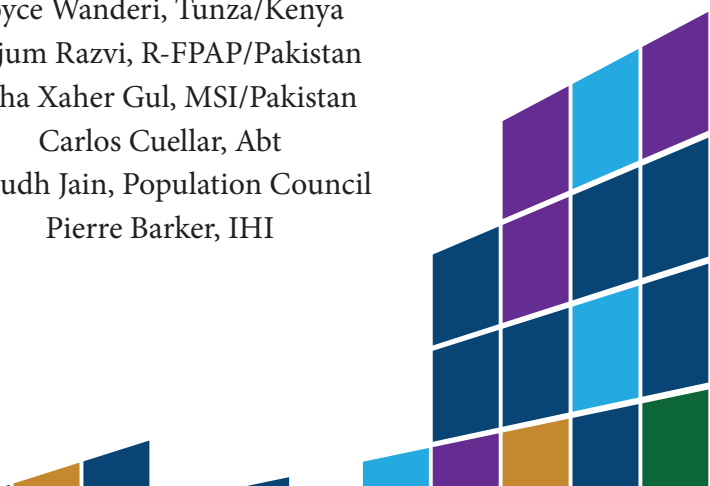 yce Wanderi, Tunza/Kenya
jum Razvi, R-FPAP/Pakistan
ha Xaher Gul, MSI/Pakistan
Carlos Cuellar, Abt
udh Jain, Population Council
Pierre Barker, IHI